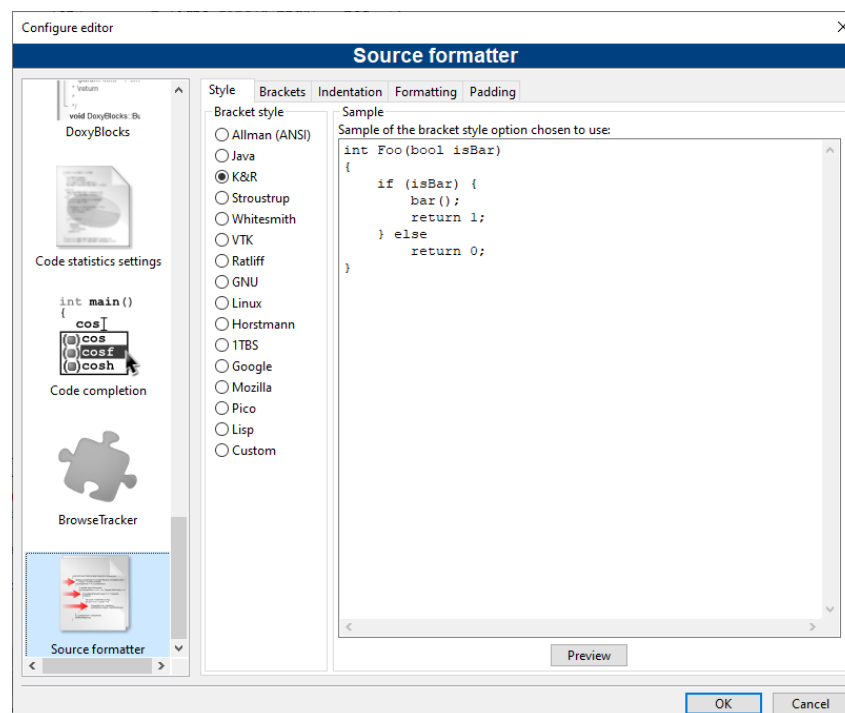 Configure editor
Source formatter
void DoxyBlocks::Bu
DoxyBlocks
Code statistics settings
int main()
{
cos
cos
cosf
cosh
Code completion
BrowseTracker
Source formatter
Style Brackets Indentation Formatting Padding
Bracket style
Allman (ANSI)
Java
K&R
Stroustrup
Whitesmith
VTK
Ratliff
GNU
Linux
Horstmann
1TBS
Google
Mozilla
Pico
Lisp
Custom
Sample
Sample of the bracket style option chosen to use:
int Foo(bool isBar)
{
    if (isBar) {
        bar();
        return 1;
    } else
        return 0;
}
Preview
OK Cancel